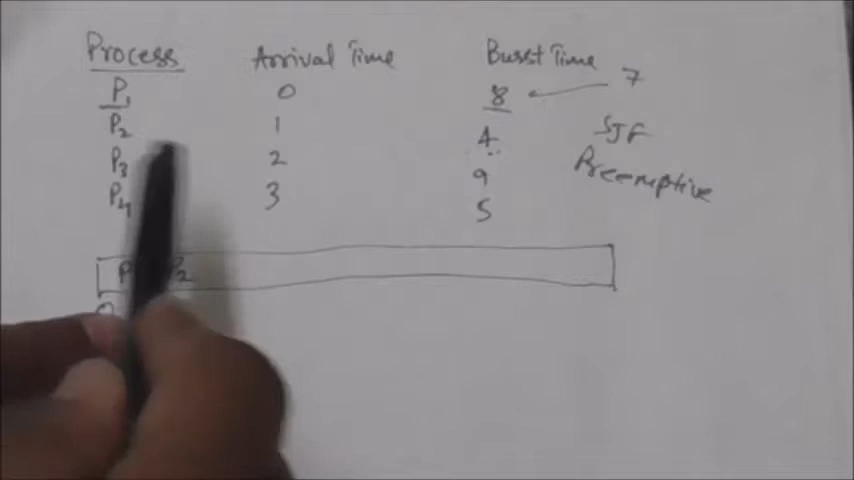 Process Arrival Time Burst Time
P1 0 8 7
P2 1 4 SJF
P3 2 9 Preemptive
P4 3 5
P P2
0